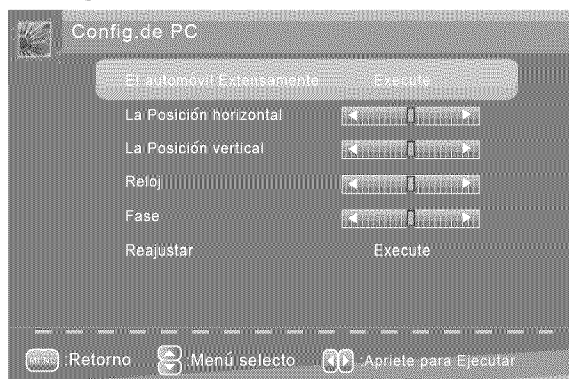 Config.de PC
El automóvil Extensamente Execute
La Posición horizontal
La Posición vertical
Reloj
Fase
Reajustar Execute
MENU :Retorno :Menú selecto :Apriete para Ejecutar